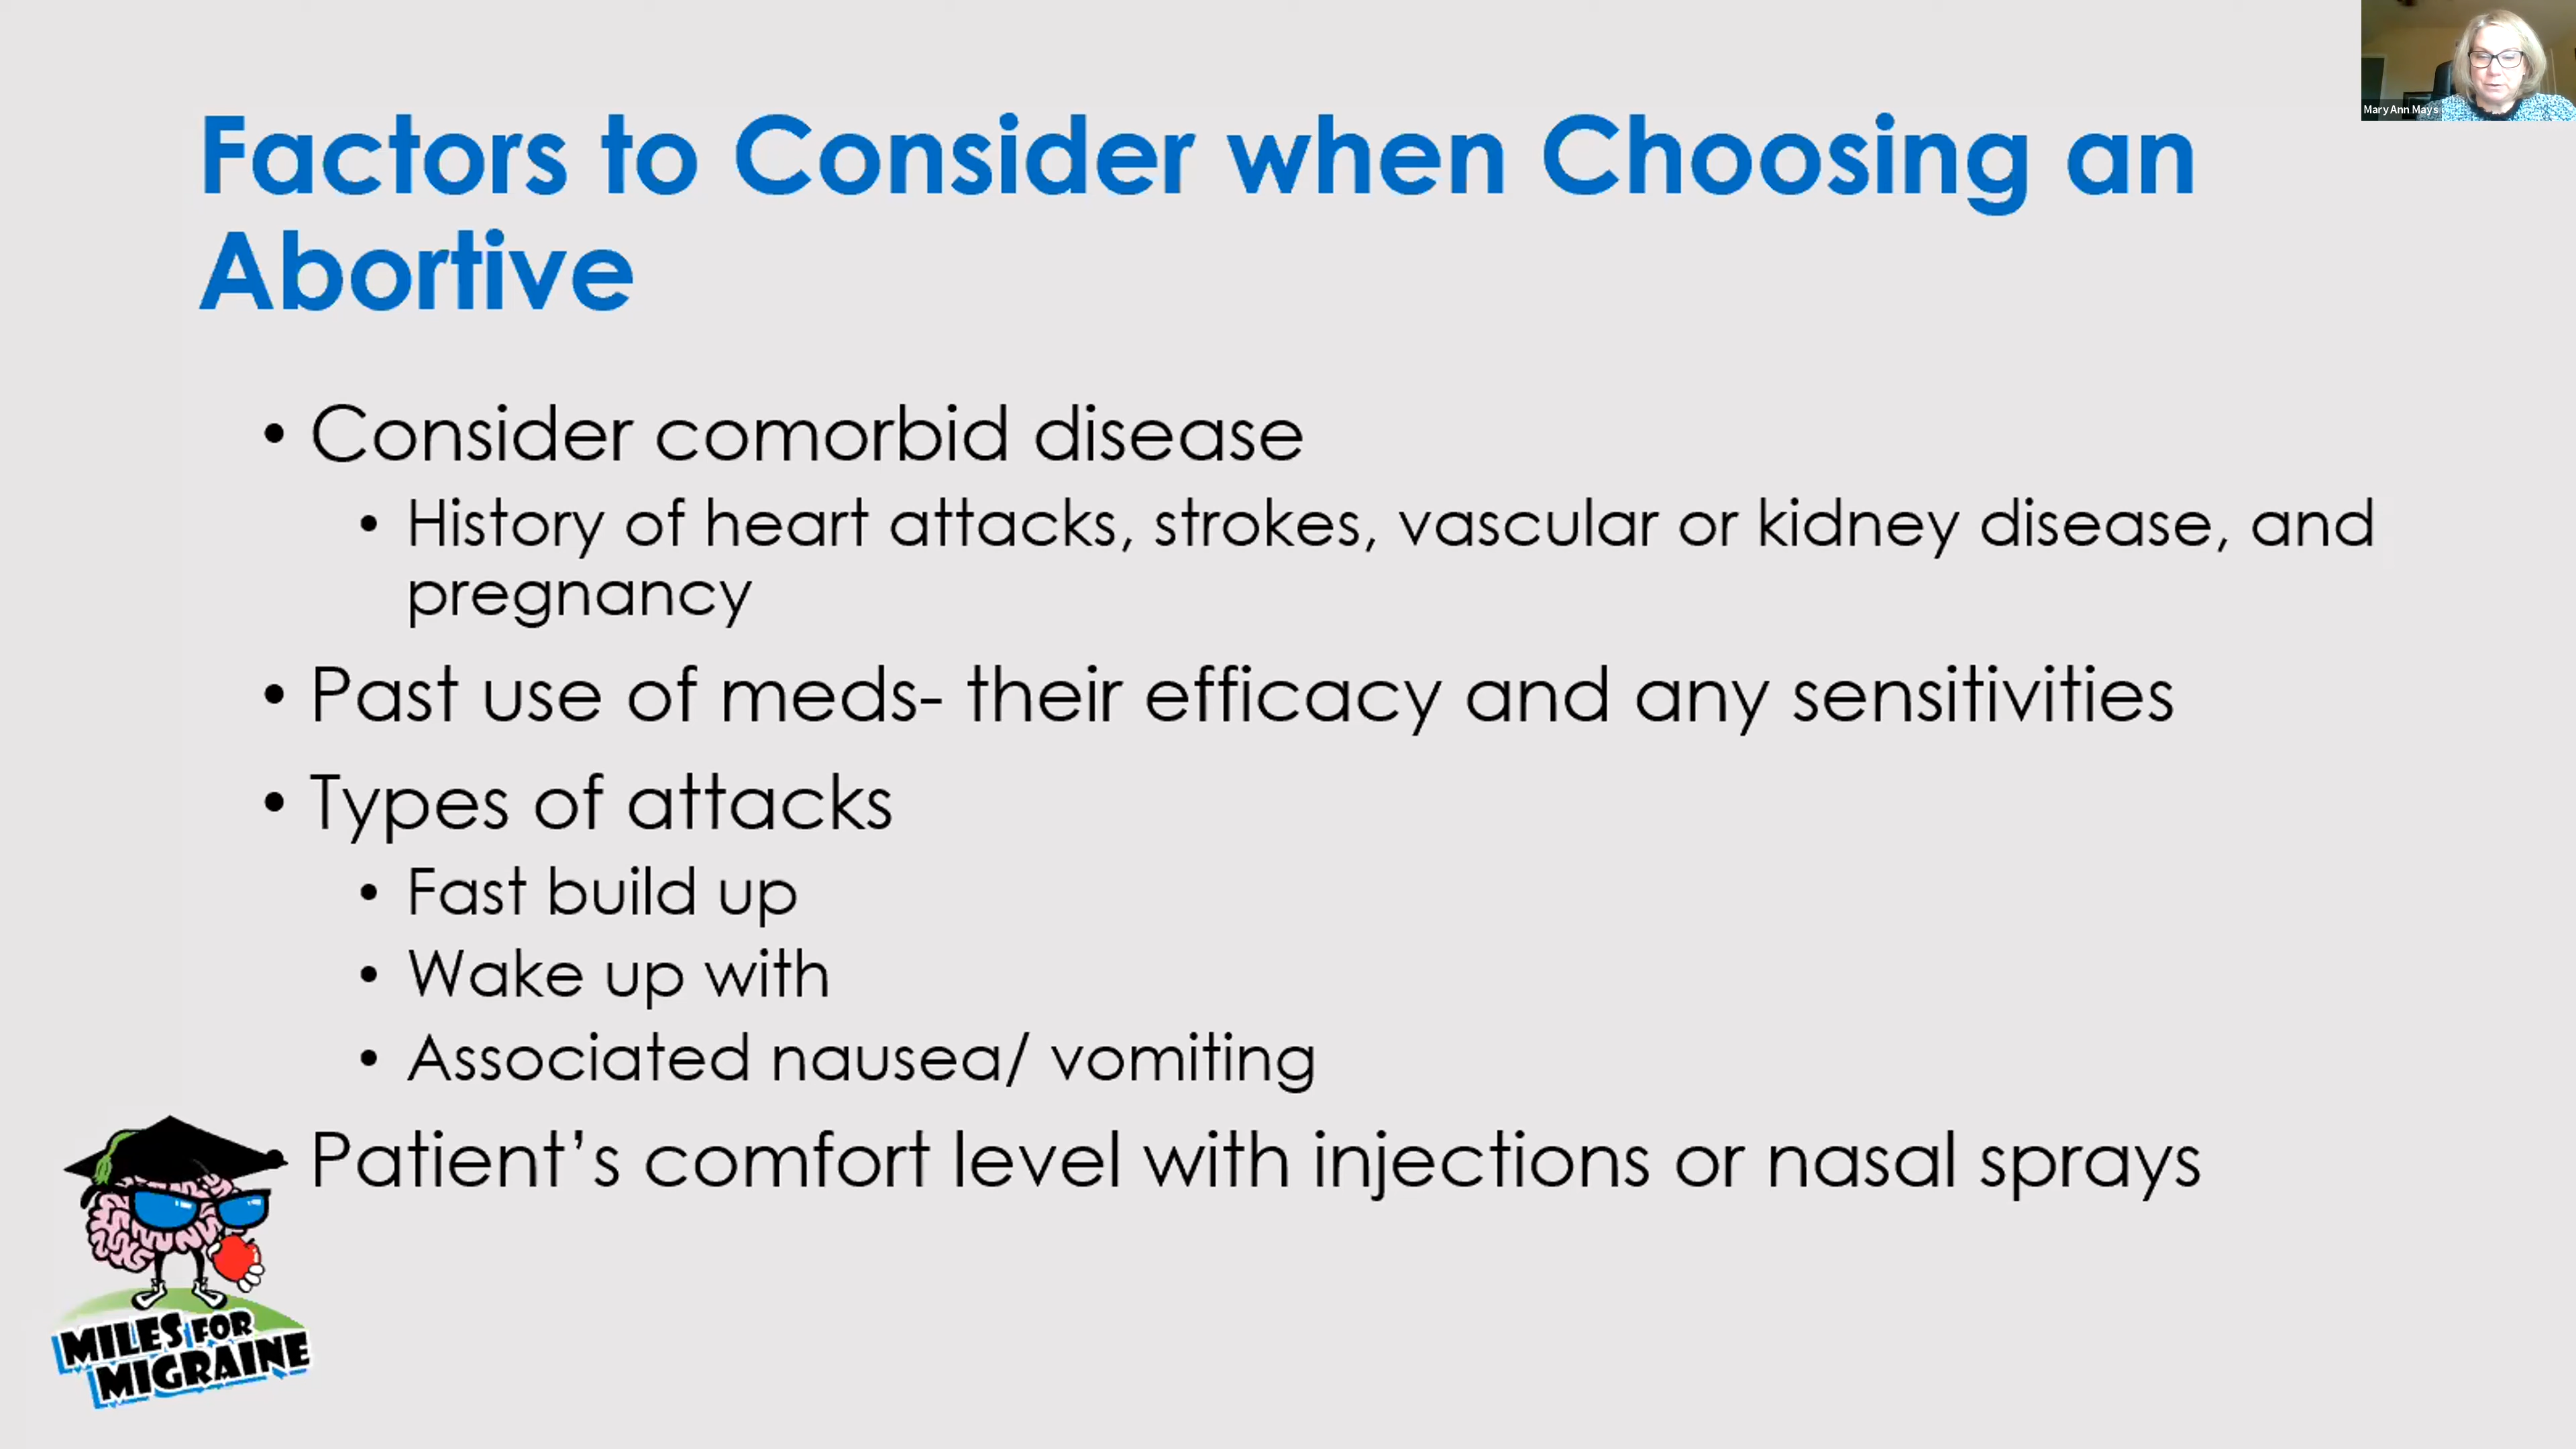 MaryAnn Mays
Factors to Consider when Choosing an
Abortive
• Consider comorbid disease
• History of heart attacks, strokes, vascular or kidney disease, and
pregnancy
• Past use of meds- their efficacy and any sensitivities
• Types of attacks
• Fast build up
• Wake up with
• Associated nausea/ vomiting
• Patient’s comfort level with injections or nasal sprays
MILES FOR
MIGRAINE